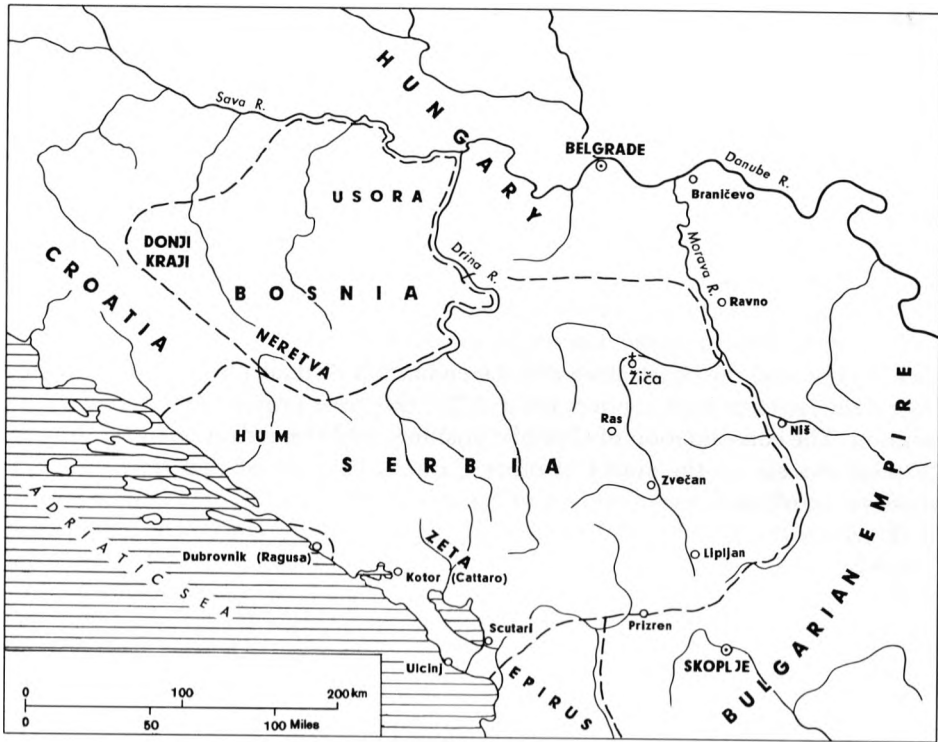 HUNGARY
Sava R.
BELGRADE
Danube R.
Braničevo
USORA
Morava R.
DONJI
KRAJI
Drina R.
CROATIA
BOSNIA
Ravno
NERETVA
Žiča
HUM
Ras
Niš
SERBIA
Zvečan
BULGARIAN EMPIRE
ADRIATIC SEA
Dubrovnik (Ragusa)
ZETA
Lipljan
Kotor (Cattaro)
Prizren
Scutari
SKOPLJE
Ulcinj
EPIRUS
0 100 200 km
0 50 100 Miles